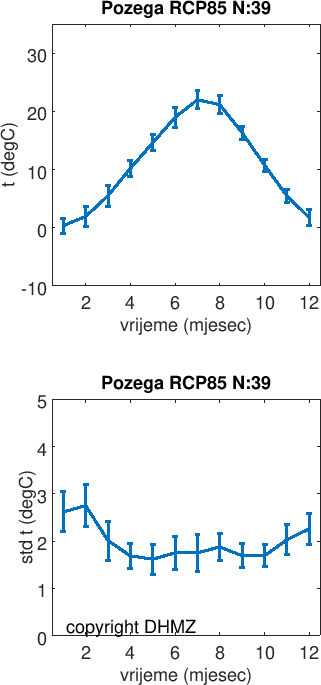 Pozega RCP85 N:39
t (degC)
30
20
10
0
-10
2 4 6 8 10 12
vrijeme (mjesec)
Pozega RCP85 N:39
std t (degC)
5
4
3
2
1
0
copyright DHMZ
2 4 6 8 10 12
vrijeme (mjesec)